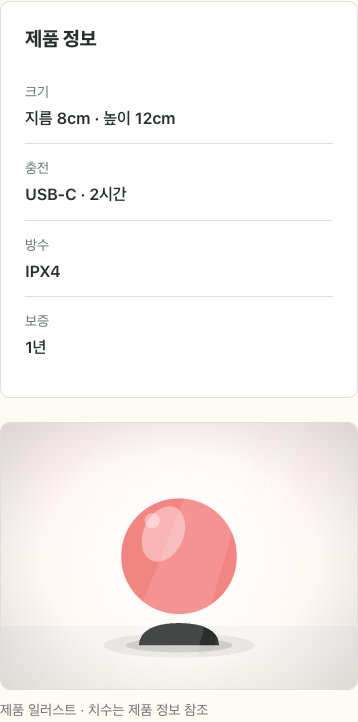 제품 정보
크기
지름 8cm · 높이 12cm
충전
USB-C · 2시간
방수
IPX4
보증
1년
제품 일러스트 · 치수는 제품 정보 참조